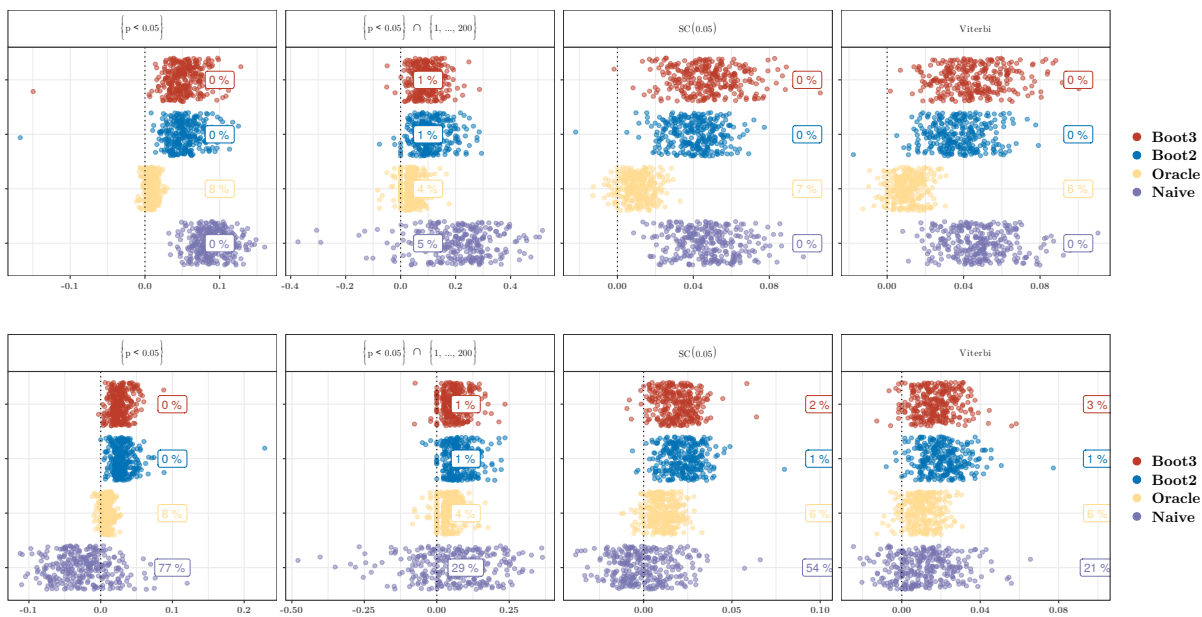 {p < 0.05}
{p < 0.05} ∩ {1, ..., 200}
SC(0.05)
Viterbi
0 %
1 %
0 %
0 %
0 %
1 %
0 %
0 %
8 %
4 %
7 %
6 %
0 %
5 %
0 %
0 %
-0.1 0.0 0.1
-0.4 -0.2 0.0 0.2 0.4
0.00 0.04 0.08
0.00 0.04 0.08
Boot3
Boot2
Oracle
Naive
{p < 0.05}
{p < 0.05} ∩ {1, ..., 200}
SC(0.05)
Viterbi
0 %
1 %
2 %
3 %
0 %
1 %
1 %
1 %
8 %
4 %
6 %
6 %
77 %
29 %
54 %
21 %
-0.1 0.0 0.1 0.2
-0.50 -0.25 0.00 0.25
0.00 0.05 0.10
0.00 0.04 0.08
Boot3
Boot2
Oracle
Naive